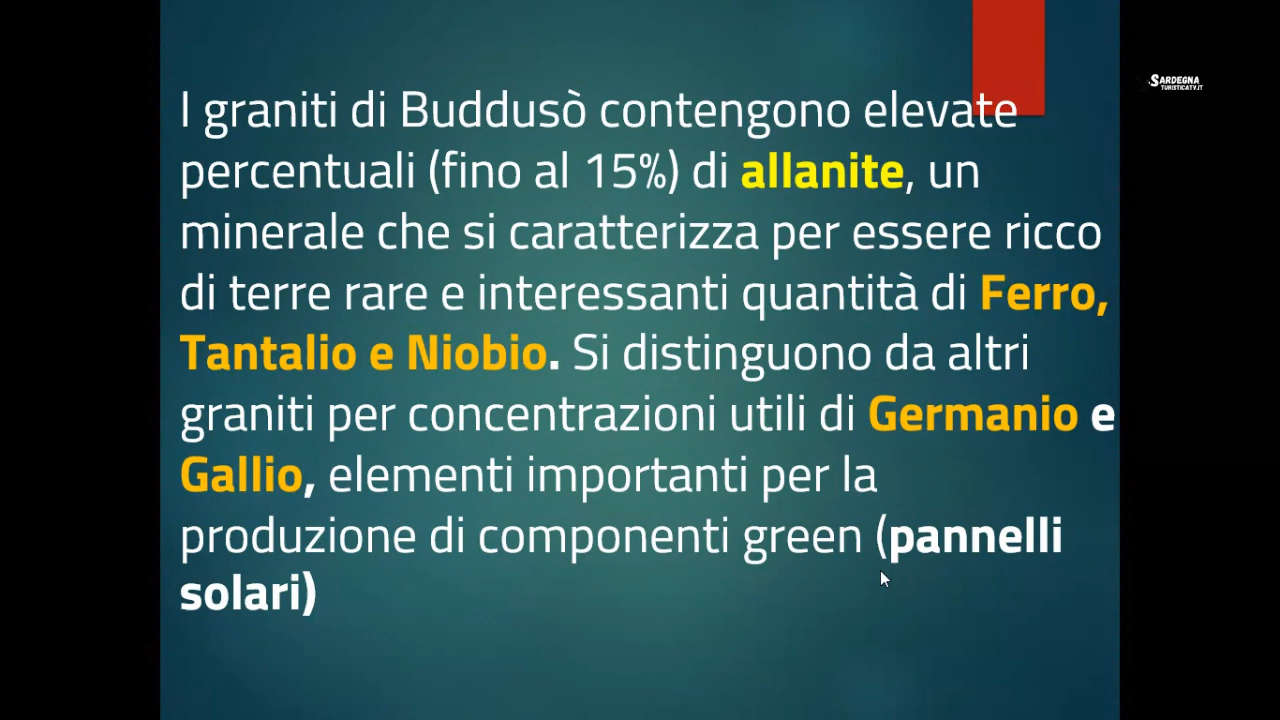 I graniti di Buddusò contengono elevate
percentuali (fino al 15%) di allanite, un
minerale che si caratterizza per essere ricco
di terre rare e interessanti quantità di Ferro,
Tantalio e Niobio. Si distinguono da altri
graniti per concentrazioni utili di Germanio e
Gallio, elementi importanti per la
produzione di componenti green (pannelli
solari)
SARDEGNA
TURISTICATV.IT